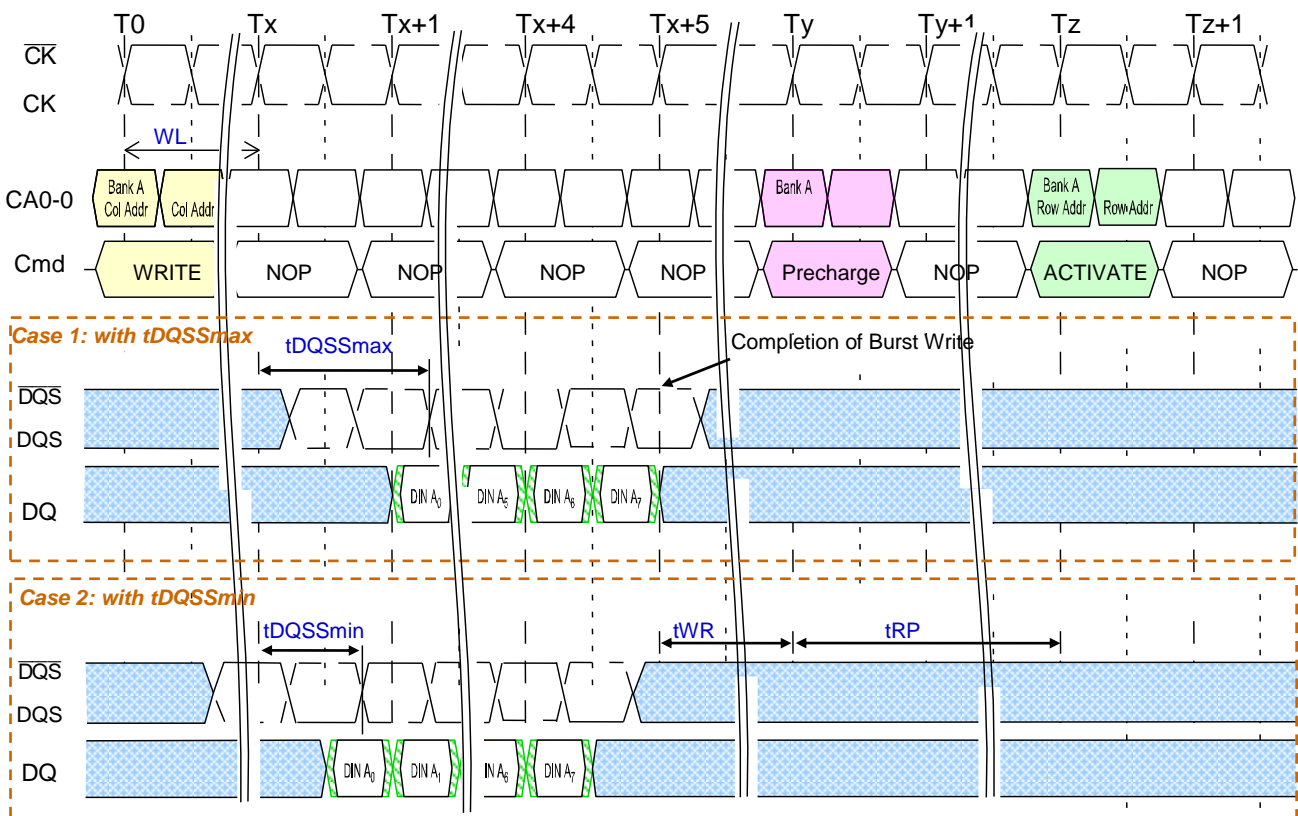 T0 Tx Tx+1 Tx+4 Tx+5 Ty Ty+1 Tz Tz+1
CK
CK
WL
CA0-0 Bank A Col Addr Col Addr Bank A Bank A Row Addr Row Addr
Cmd WRITE NOP NOP NOP NOP Precharge NOP ACTIVATE NOP
Case 1: with tDQSSmax
tDQSSmax
Completion of Burst Write
DQS
DQS
DQ DIN A0 DIN A5 DIN A6 DIN A7
Case 2: with tDQSSmin
tDQSSmin tWR tRP
DQS
DQS
DQ DIN A0 DIN A1 IN A6 DIN A7